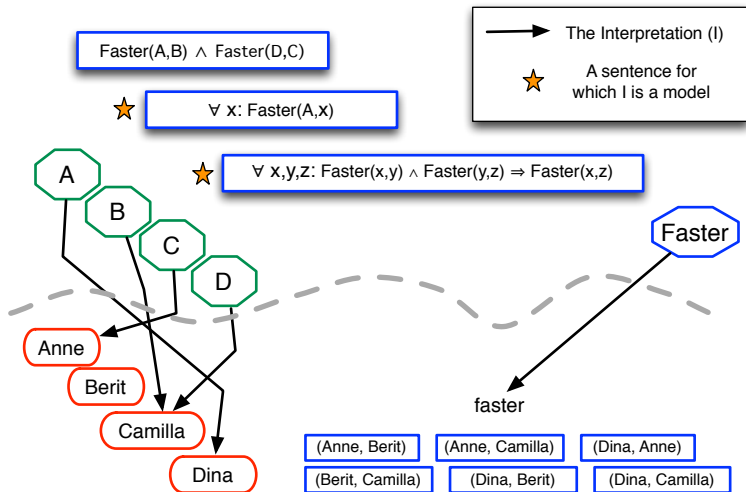 Faster(A,B) ∧ Faster(D,C)
The Interpretation (I)
A sentence for
which I is a model
∀ x: Faster(A,x)
∀ x,y,z: Faster(x,y) ∧ Faster(y,z) ⇒ Faster(x,z)
A
B
C
D
Faster
Anne
Berit
Camilla
Dina
faster
(Anne, Berit)
(Anne, Camilla)
(Dina, Anne)
(Berit, Camilla)
(Dina, Berit)
(Dina, Camilla)